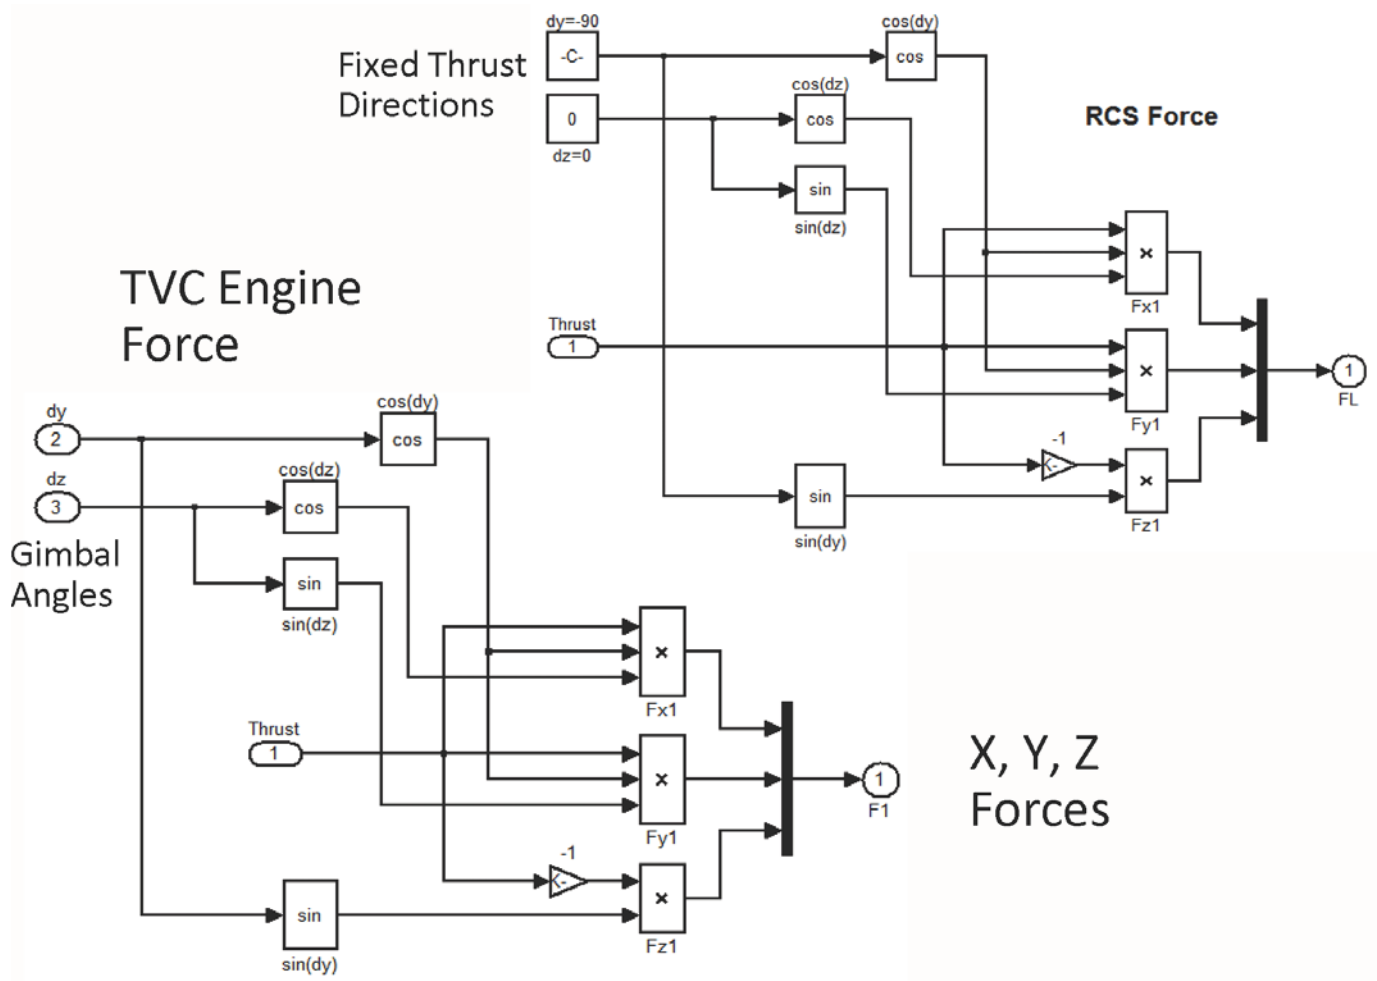 dy=-90
-C-
Fixed Thrust
Directions
0
dz=0
cos(dy)
cos
cos(dz)
cos
sin
sin(dz)
RCS Force
×
Fx1
Thrust
1
×
Fy1
1
FL
-1
<-
×
Fz1
sin
sin(dy)
TVC Engine
Force
dy
2
dz
3
Gimbal
Angles
cos(dy)
cos
cos(dz)
cos
sin
sin(dz)
×
Fx1
Thrust
1
×
Fy1
1
F1
-1
<-
×
Fz1
sin
sin(dy)
X, Y, Z
Forces